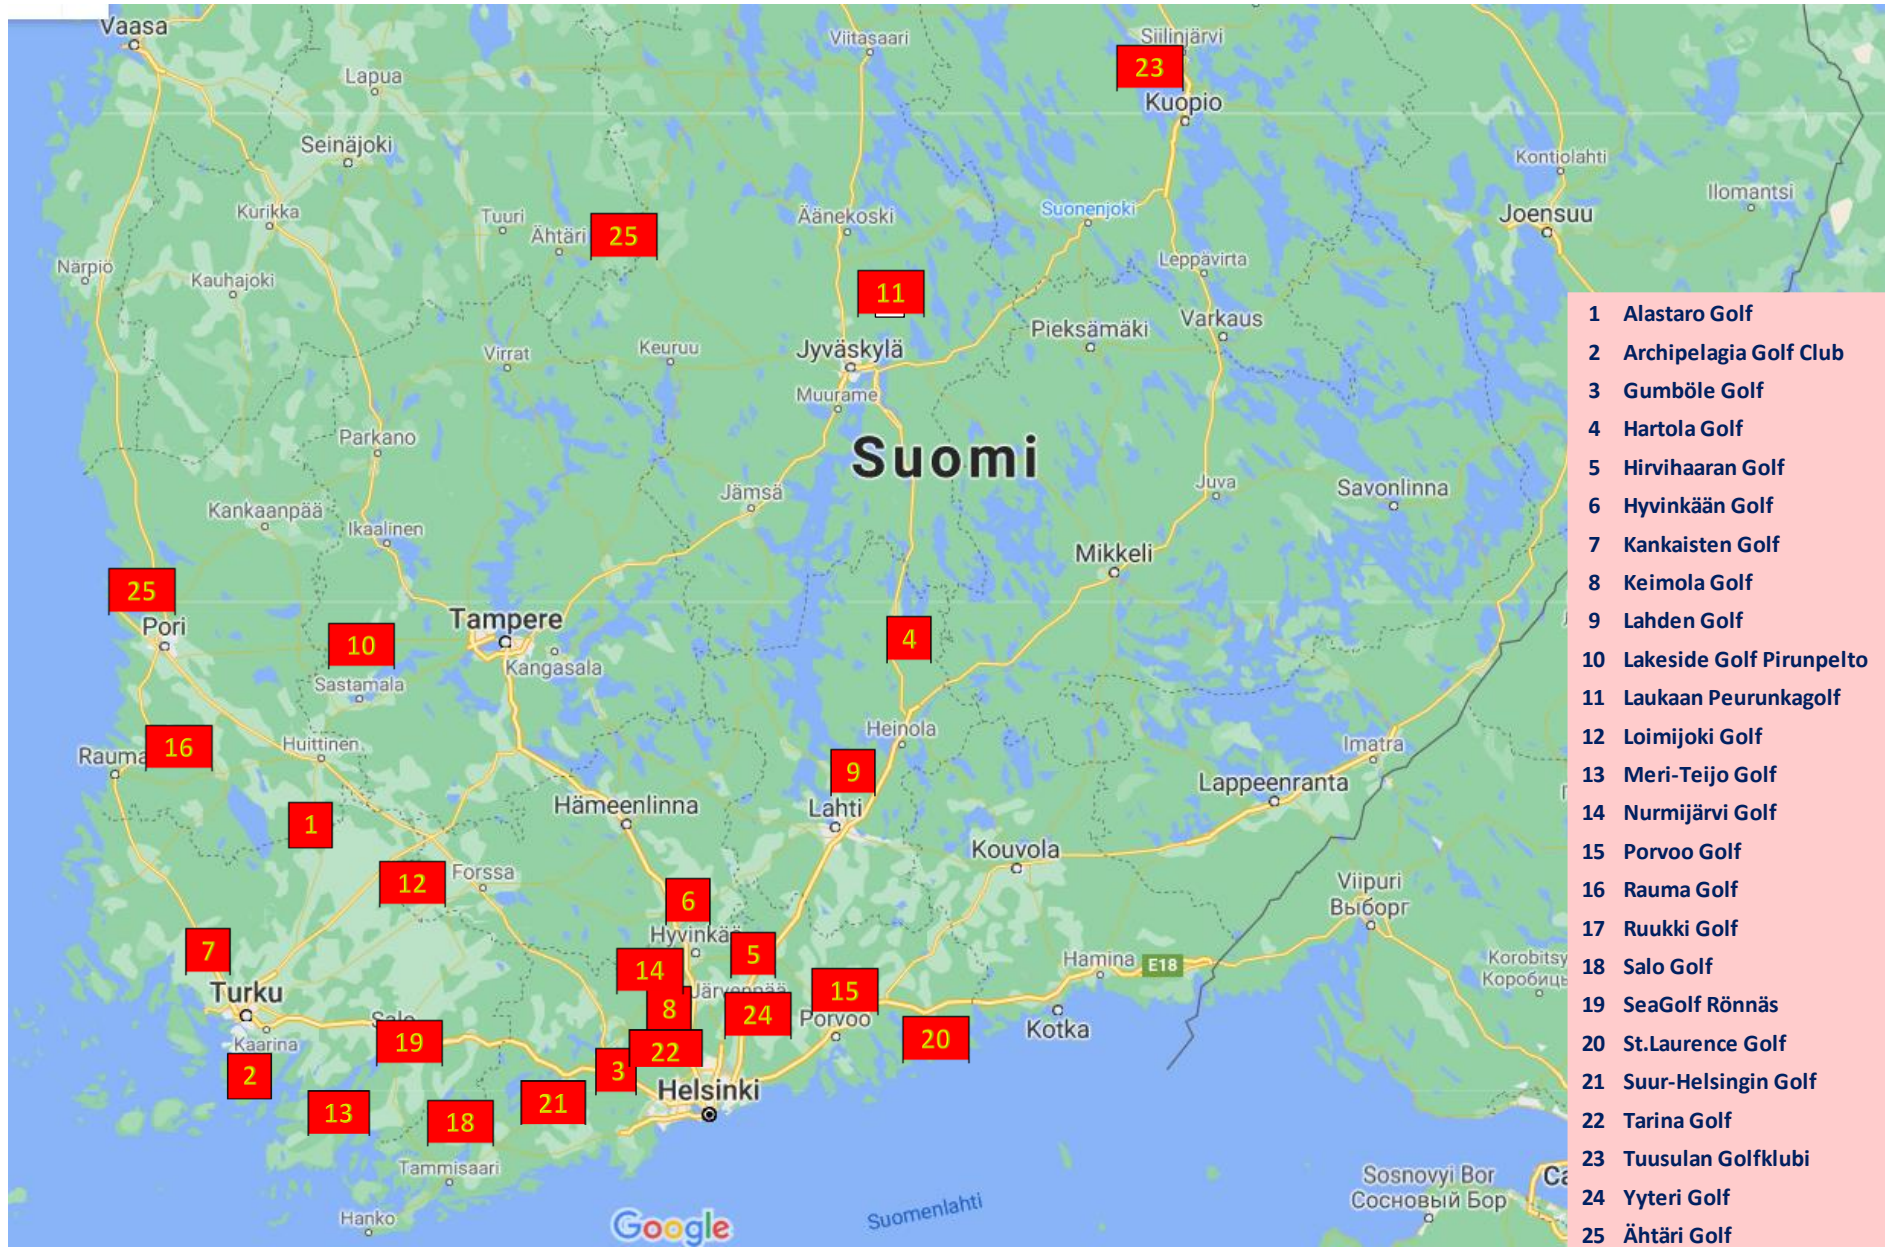 Vaasa
Viitasaari
Siilinjärvi
23
Lapua
Kuopio
Seinäjoki
Kontiolahti
Ilomantsi
Kurikka
Tuuri
Äänekoski
Suonenjoki
Joensuu
Ähtäri
25
Närpiö
Kauhajoki
Leppävirta
11
Pieksämäki
Varkaus
Virrat
Keuruu
Jyväskylä
Muurame
Parkano
Suomi
Jämsä
Juva
Savonlinna
Kankaanpää
Ikaalinen
Mikkeli
25
Pori
10
Tampere
4
Kangasala
Sastamala
Rauma
16
Huittinen
Heinola
Imatra
9
Lappeenranta
Hämeenlinna
Lahti
1
Kouvola
12
Forssa
Viipuri
Выборг
6
Hyvinkää
7
5
14
Hamina
E18
Turku
8
Järvenpää
15
24
Porvoo
Kotka
Korobitsy
Коробицы
Salo
19
Kaarina
22
20
2
3
Helsinki
13
18
21
Tammisaari
Hanko
Google
Suomenlahti
Sosnovyi Bor
Сосновый Бор
1 Alastaro Golf
2 Archipelagia Golf Club
3 Gumböle Golf
4 Hartola Golf
5 Hirvihaaran Golf
6 Hyvinkään Golf
7 Kankaisten Golf
8 Keimola Golf
9 Lahden Golf
10 Lakeside Golf Pirunpelto
11 Laukaan Peurunkagolf
12 Loimijoki Golf
13 Meri-Teijo Golf
14 Nurmijärvi Golf
15 Porvoo Golf
16 Rauma Golf
17 Ruukki Golf
18 Salo Golf
19 SeaGolf Rönnäs
20 St.Laurence Golf
21 Suur-Helsingin Golf
22 Tarina Golf
23 Tuusulan Golfklubi
24 Yyteri Golf
25 Ähtäri Golf